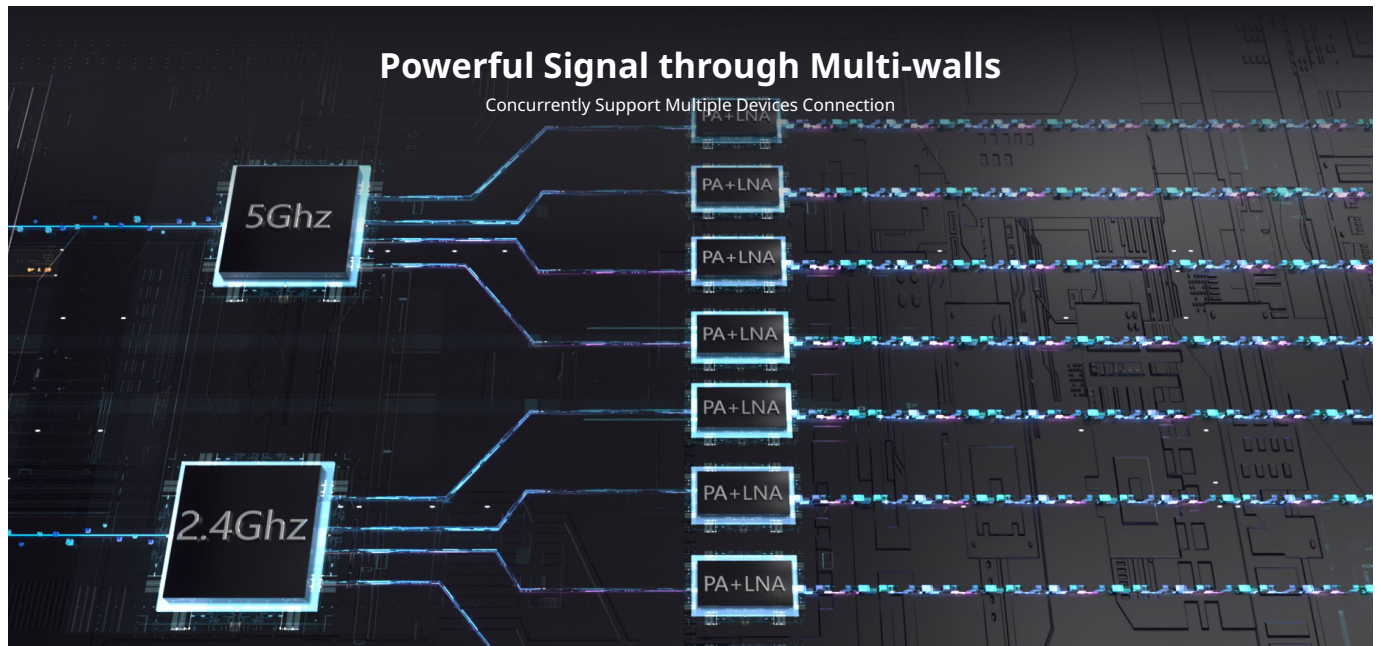 Powerful Signal through Multi-walls
Concurrently Support Multiple Devices Connection
PA+LNA
PA+LNA
5Ghz
PA+LNA
PA+LNA
PA+LNA
PA+LNA
2.4Ghz
PA+LNA